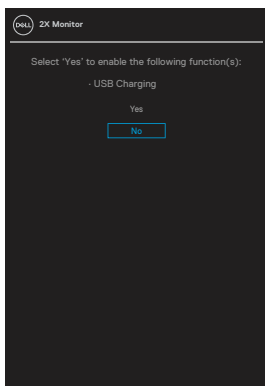 DELL 2X Monitor
Select ‘Yes’ to enable the following function(s):
- USB Charging
Yes
No